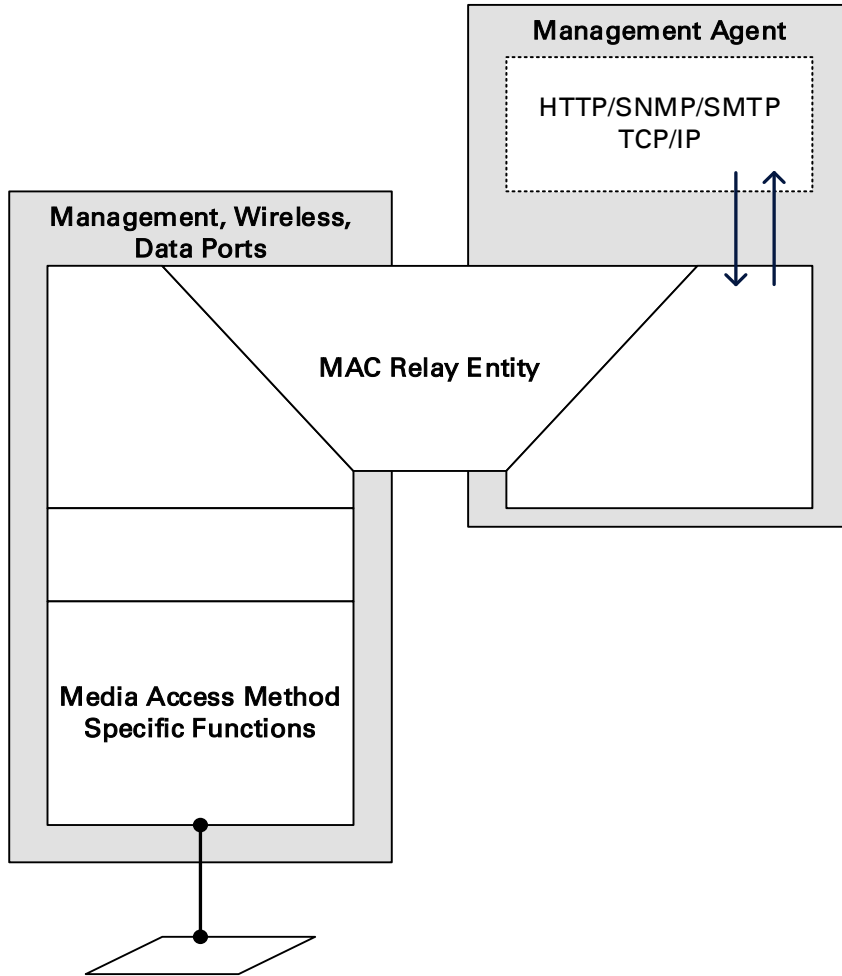 Management Agent
HTTP/SNMP/SMTP
TCP/IP
Management, Wireless,
Data Ports
MAC Relay Entity
Media Access Method
Specific Functions